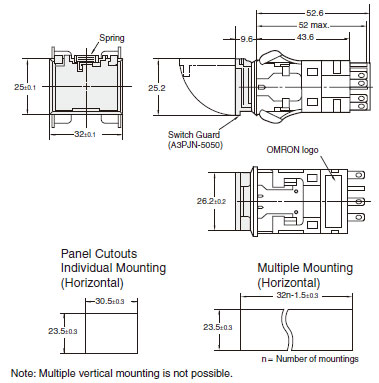 52.6
52 max.
9.6
43.6
Spring
25±0.1
25.2
32±0.1
Switch Guard
(A3PJN-5050)
OMRON logo
26.2±0.2
Panel Cutouts
Individual Mounting
(Horizontal)
30.5±0.3
23.5±0.3
Multiple Mounting
(Horizontal)
32n-1.5±0.3
23.5±0.3
n = Number of mountings
Note: Multiple vertical mounting is not possible.